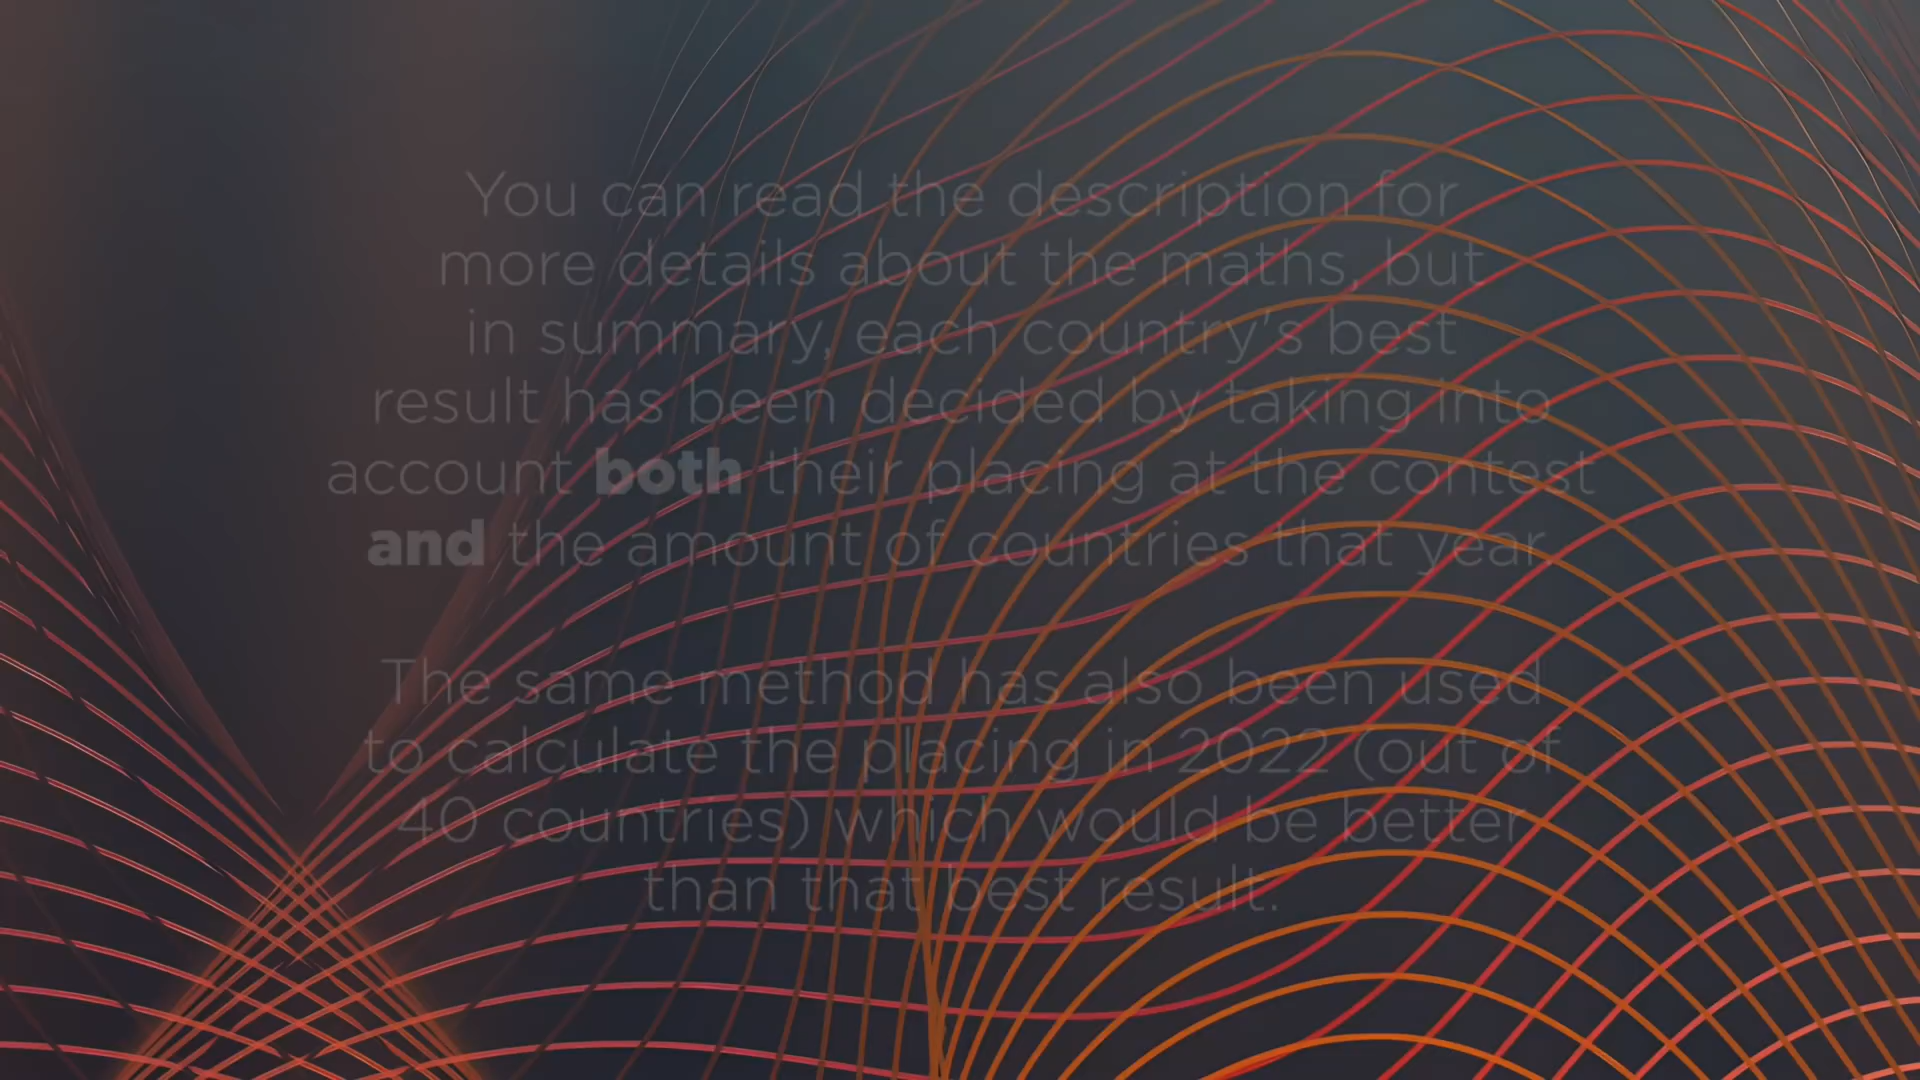 You can read the description for
more details about the maths, but
in summary, each country's best
result has been decided by taking into
account both their placing at the contest
and the amount of countries that year.
The same method has also been used
to calculate the placing in 2022 (out of
40 countries) which would be better
than that best result.